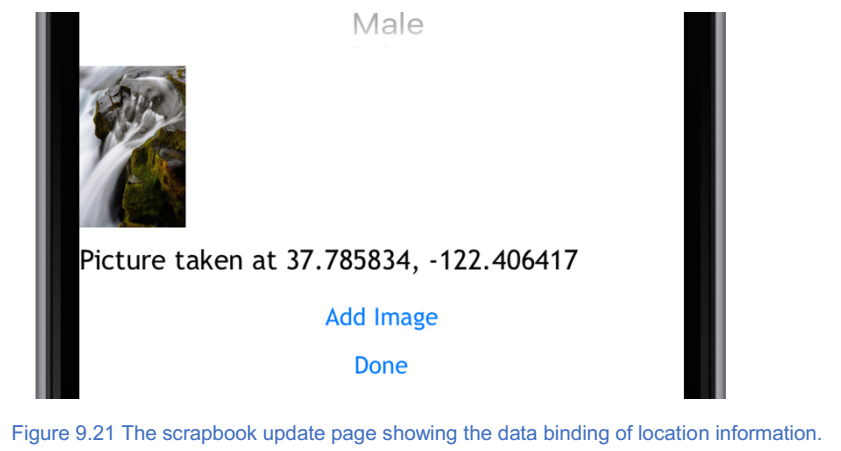 Male
Picture taken at 37.785834, -122.406417
Add Image
Done
Figure 9.21 The scrapbook update page showing the data binding of location information.